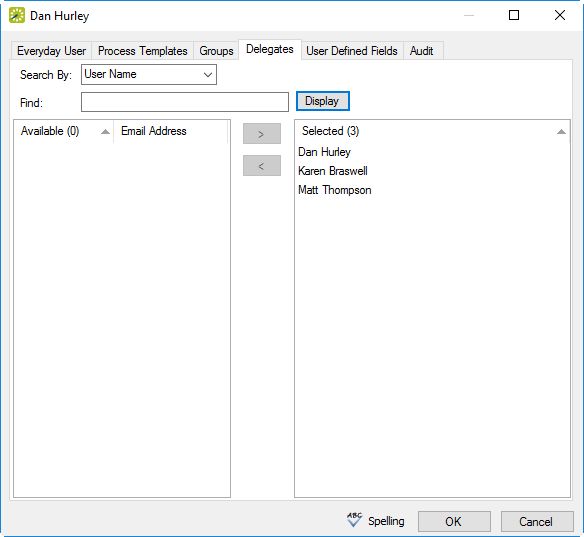 Dan Hurley
Everyday User Process Templates Groups Delegates User Defined Fields Audit
Search By: User Name
Find: Display
Available (0) Email Address > Selected (3)
Dan Hurley
< Karen Braswell
Matt Thompson
ABC Spelling OK Cancel